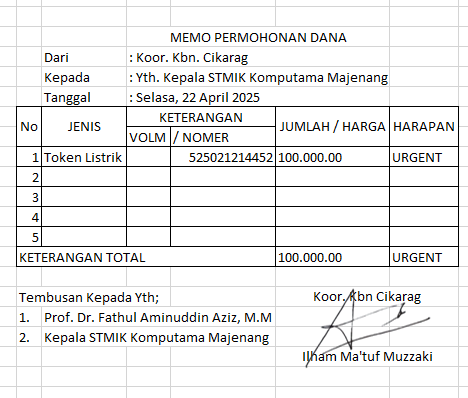 MEMO PERMOHONAN DANA
Dari : Koor. Kbn. Cikarag
Kepada : Yth. Kepala STMIK Komputama Majenang
Tanggal : Selasa, 22 April 2025
No JENIS KETERANGAN JUMLAH / HARGA HARAPAN
VOLM / NOMER
1 Token Listrik 525021214452 100.000.00 URGENT
2
3
4
5
KETERANGAN TOTAL 100.000.00 URGENT
Tembusan Kepada Yth; Koor. Kbn Cikarag
1. Prof. Dr. Fathul Aminuddin Aziz, M.M
2. Kepala STMIK Komputama Majenang
Ilham Ma'tuf Muzzaki